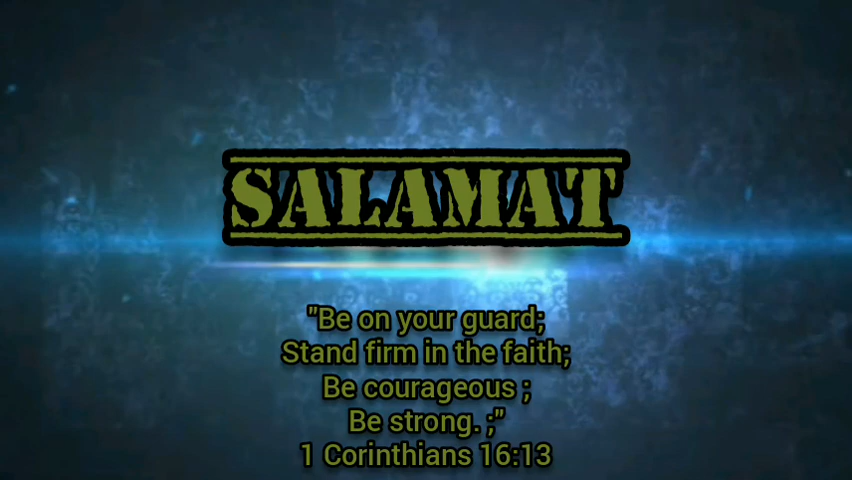 SALAMAT
"Be on your guard;
Stand firm in the faith;
Be courageous ;
Be strong. ;"
1 Corinthians 16:13